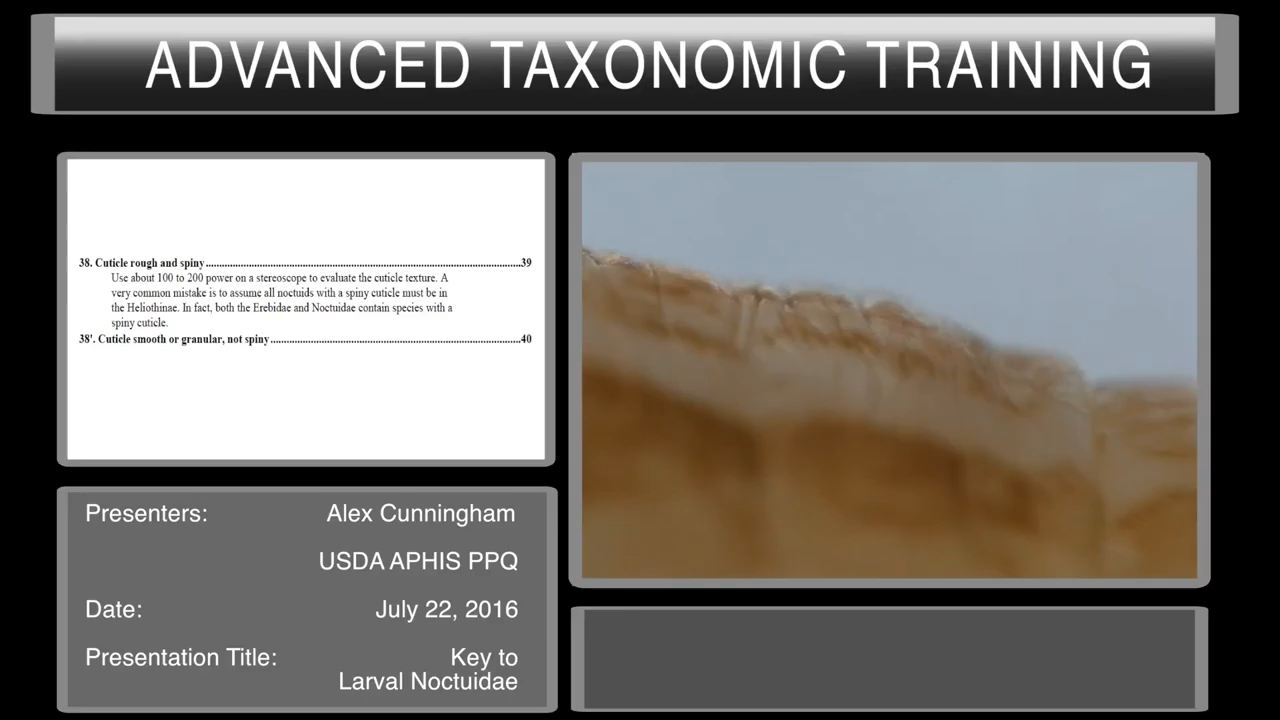 ADVANCED TAXONOMIC TRAINING
38. Cuticle rough and spiny....................................................................................................................39
Use about 100 to 200 power on a stereoscope to evaluate the cuticle texture. A
very common mistake is to assume all noctuids with a spiny cuticle must be in
the Heliothinae. In fact, both the Erebidae and Noctuidae contain species with a
spiny cuticle.
38'. Cuticle smooth or granular, not spiny.........................................................................................40
Presenters: Alex Cunningham
USDA APHIS PPQ
Date: July 22, 2016
Presentation Title: Key to
Larval Noctuidae